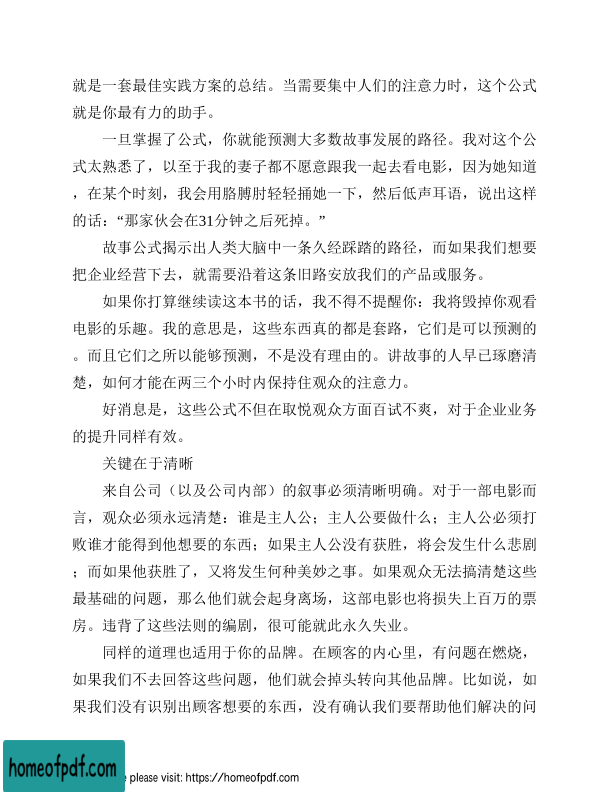 就是一套最佳实践方案的总结。当需要集中人们的注意力时，这个公式
就是你最有力的助手。
一旦掌握了公式，你就能预测大多数故事发展的路径。我对这个公
式太熟悉了，以至于我的妻子都不愿意跟我一起去看电影，因为她知道
，在某个时刻，我会用胳膊肘轻轻捅她一下，然后低声耳语，说出这样
的话：“那家伙会在31分钟之后死掉。”
故事公式揭示出人类大脑中一条久经踩踏的路径，而如果我们想要
把企业经营下去，就需要沿着这条旧路安放我们的产品或服务。
如果你打算继续读这本书的话，我不得不提醒你：我将毁掉你观看
电影的乐趣。我的意思是，这些东西真的都是套路，它们是可以预测的
。而且它们之所以能够预测，不是没有理由的。讲故事的人早已琢磨清
楚，如何才能在两三个小时内保持住观众的注意力。
好消息是，这些公式不但在取悦观众方面百试不爽，对于企业业务
的提升同样有效。
关键在于清晰
来自公司（以及公司内部）的叙事必须清晰明确。对于一部电影而
言，观众必须永远清楚：谁是主人公；主人公要做什么；主人公必须打
败谁才能得到他想要的东西；如果主人公没有获胜，将会发生什么悲剧
；而如果他获胜了，又将发生何种美妙之事。如果观众无法搞清楚这些
最基础的问题，那么他们就会起身离场，这部电影也将损失上百万的票
房。违背了这些法则的编剧，很可能就此永久失业。
同样的道理也适用于你的品牌。在顾客的内心里，有问题在燃烧，
如果我们不去回答这些问题，他们就会掉头转向其他品牌。比如说，如
果我们没有识别出顾客想要的东西，没有确认我们要帮助他们解决的问
homeofpdf.com
e please visit: https://homeofpdf.com